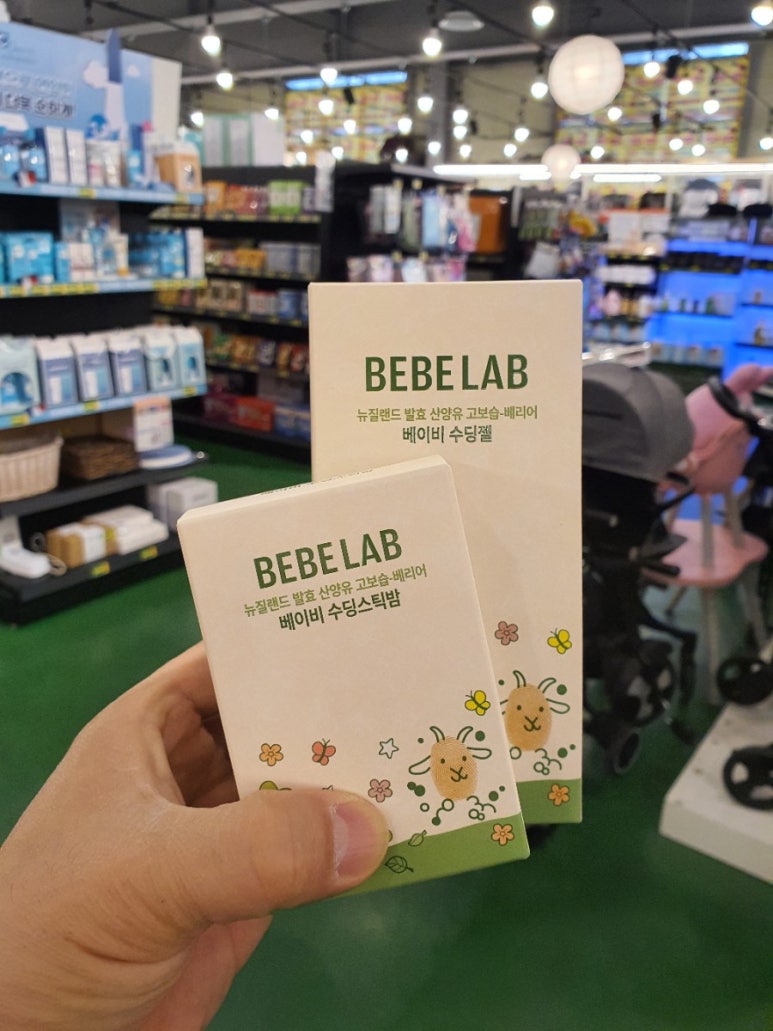 BEBE LAB
뉴질랜드 발효 산양유 고보습-베리어
베이비 수딩젤
BEBE LAB
뉴질랜드 발효 산양유 고보습-베리어
베이비 수딩스틱밤